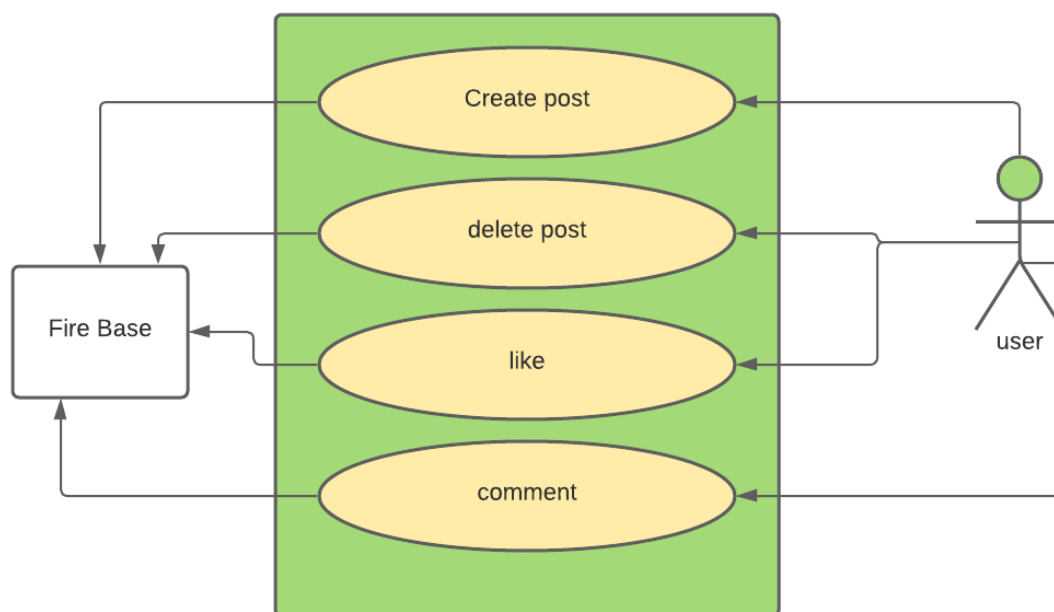 Create post
delete post
Fire Base
like
user
comment